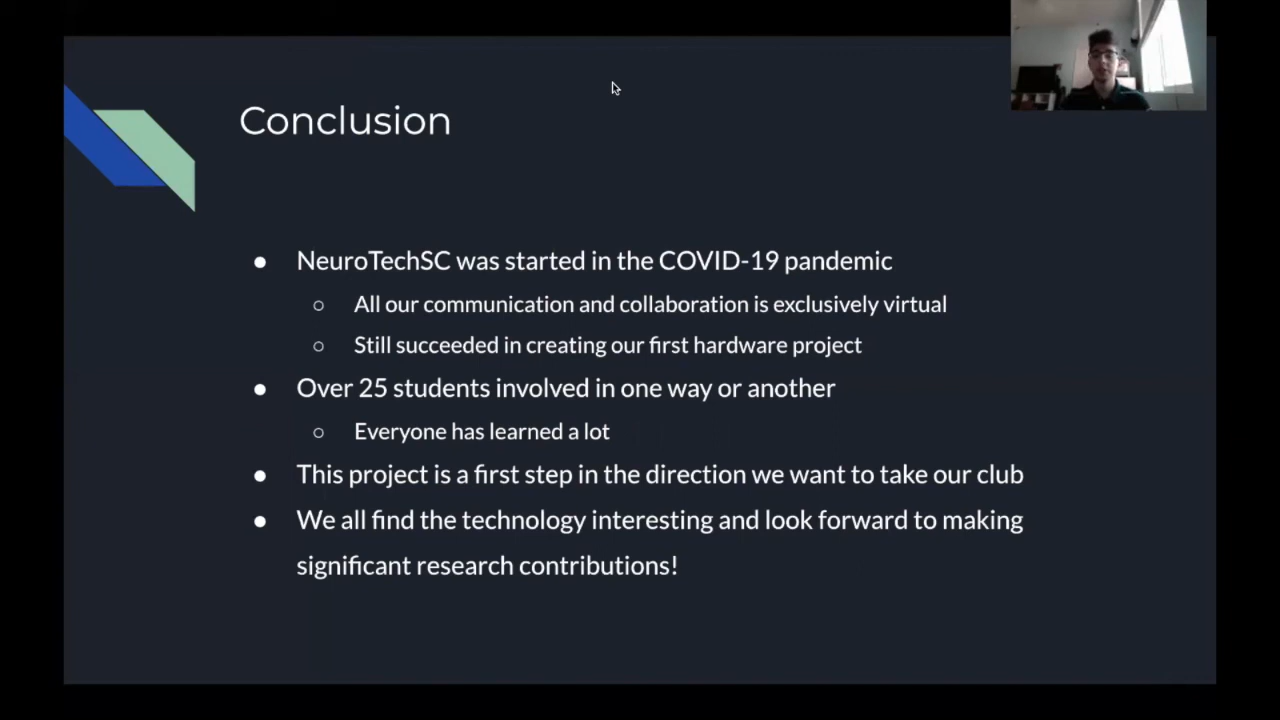 Conclusion
● NeuroTechSC was started in the COVID-19 pandemic
○ All our communication and collaboration is exclusively virtual
○ Still succeeded in creating our first hardware project
● Over 25 students involved in one way or another
○ Everyone has learned a lot
● This project is a first step in the direction we want to take our club
● We all find the technology interesting and look forward to making
significant research contributions!